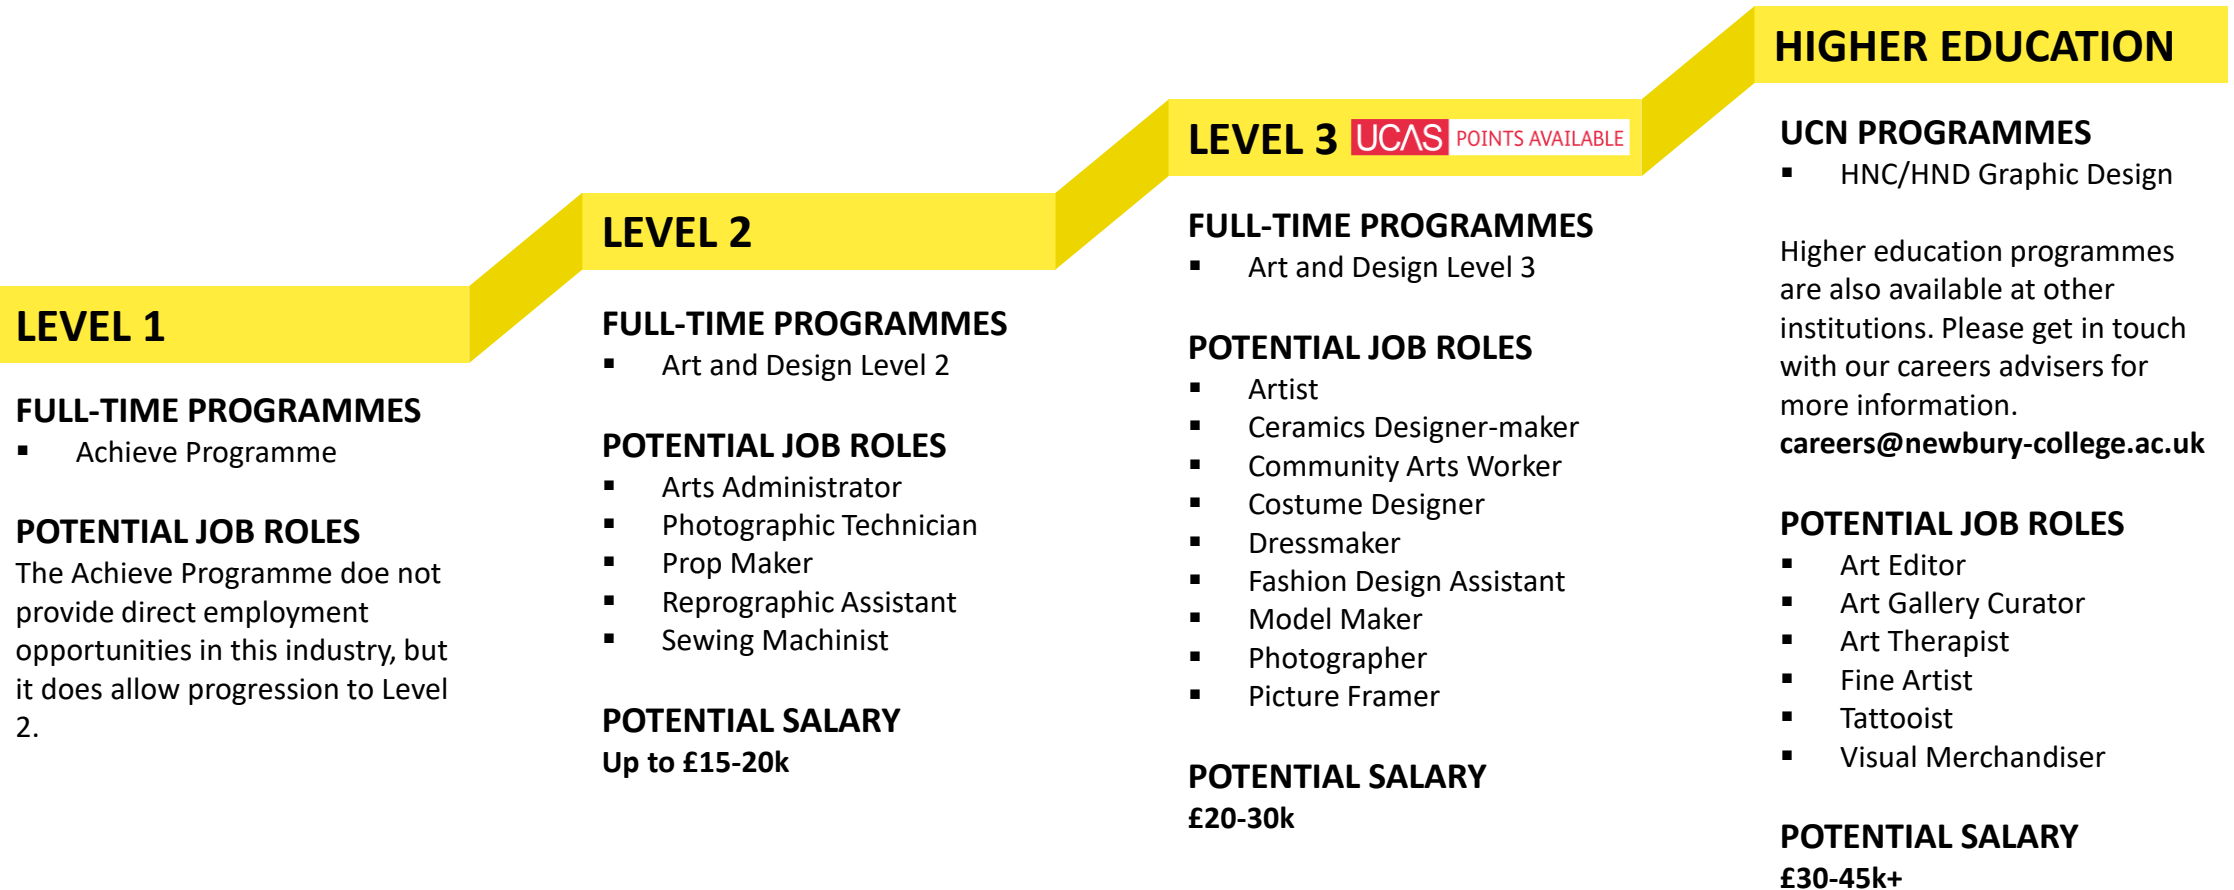 LEVEL 1
FULL-TIME PROGRAMMES
▪ Achieve Programme
POTENTIAL JOB ROLES
The Achieve Programme doe not
provide direct employment
opportunities in this industry, but
it does allow progression to Level
2.
LEVEL 2
FULL-TIME PROGRAMMES
▪ Art and Design Level 2
POTENTIAL JOB ROLES
▪ Arts Administrator
▪ Photographic Technician
▪ Prop Maker
▪ Reprographic Assistant
▪ Sewing Machinist
POTENTIAL SALARY
Up to £15-20k
LEVEL 3 UCAS POINTS AVAILABLE
FULL-TIME PROGRAMMES
▪ Art and Design Level 3
POTENTIAL JOB ROLES
▪ Artist
▪ Ceramics Designer-maker
▪ Community Arts Worker
▪ Costume Designer
▪ Dressmaker
▪ Fashion Design Assistant
▪ Model Maker
▪ Photographer
▪ Picture Framer
POTENTIAL SALARY
£20-30k
HIGHER EDUCATION
UCN PROGRAMMES
▪ HNC/HND Graphic Design
Higher education programmes
are also available at other
institutions. Please get in touch
with our careers advisers for
more information.
careers@newbury-college.ac.uk
POTENTIAL JOB ROLES
▪ Art Editor
▪ Art Gallery Curator
▪ Art Therapist
▪ Fine Artist
▪ Tattooist
▪ Visual Merchandiser
POTENTIAL SALARY
£30-45k+